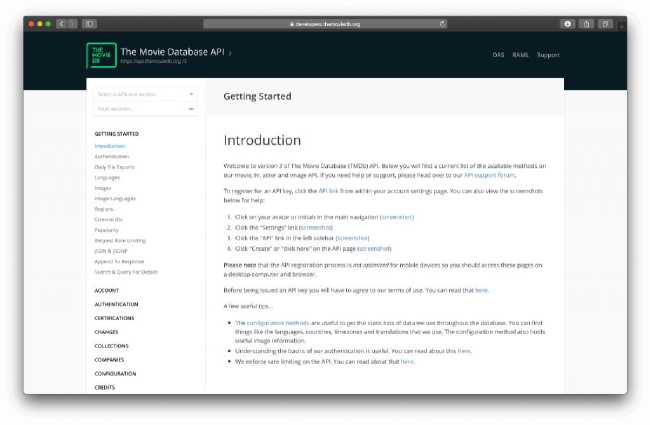 developers.themoviedb.org
THE
MOVIE
DB
The Movie Database API
https://api.themoviedb.org/3
OAS RAML Support
Select a different version
Getting Started
GETTING STARTED
Introduction
Authentication
Daily File Exports
Languages
Images
Image Languages
Regions
External IDs
Popularity
Request Rate Limiting
JSON & JSONP
Append To Response
Search & Query For Details
ACCOUNT
AUTHENTICATION
CERTIFICATIONS
CHANGES
COLLECTIONS
COMPANIES
CONFIGURATION
CREDITS
Introduction
Welcome to version 3 of The Movie Database (TMDb) API. Below you will find a current list of the available methods on
our movie, tv, actor and image API. If you need help or support, please head over to our API support forum.
To register for an API key, click the API link from within your account settings page. You can also view the screenshots
below for help:
1. Click on your avatar or initials in the main navigation (screenshot)
2. Click the "Settings" link (screenshot)
3. Click the "API" link in the left sidebar (screenshot)
4. Click "Create" or "click here" on the API page (screenshot)
Please note that the API registration process is not optimized for mobile devices so you should access these pages on
a desktop computer and browser.
Before being issued an API key you will have to agree to our terms of use. You can read that here.
A few useful tips...
• The configuration methods are useful to get the static lists of data we use throughout the database. You can find
things like the languages, countries, timezones and translations that we use. The configuration method also holds
useful image information.
• Understanding the basics of our authentication is useful. You can read about this here.
• We enforce rate limiting on the API. You can read about that here.